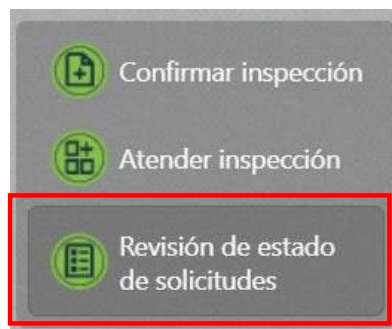 Confirmar inspección
Atender inspección
Revisión de estado
de solicitudes